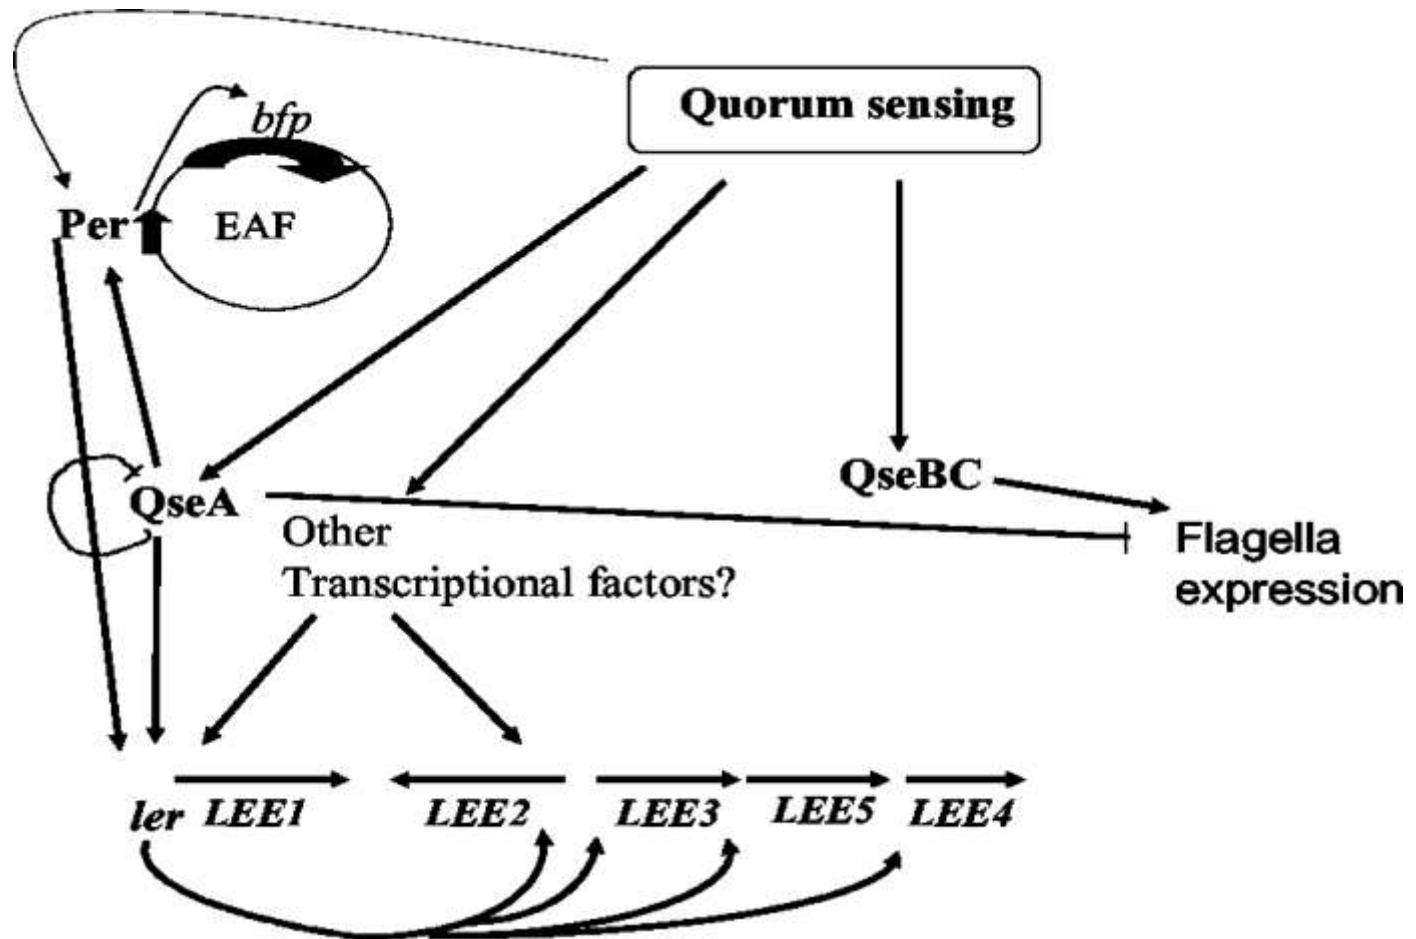 Quorum sensing
bfp
Per
EAF
QseBC
QseA
Other
Transcriptional factors?
Flagella
expression
ler LEE1 LEE2 LEE3 LEE5 LEE4